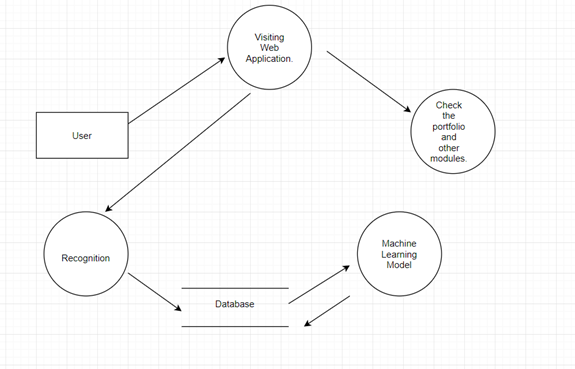 Visiting
Web
Application.
Check
the
portfolio
and
other
modules.
User
Recognition
Machine
Learning
Model
Database